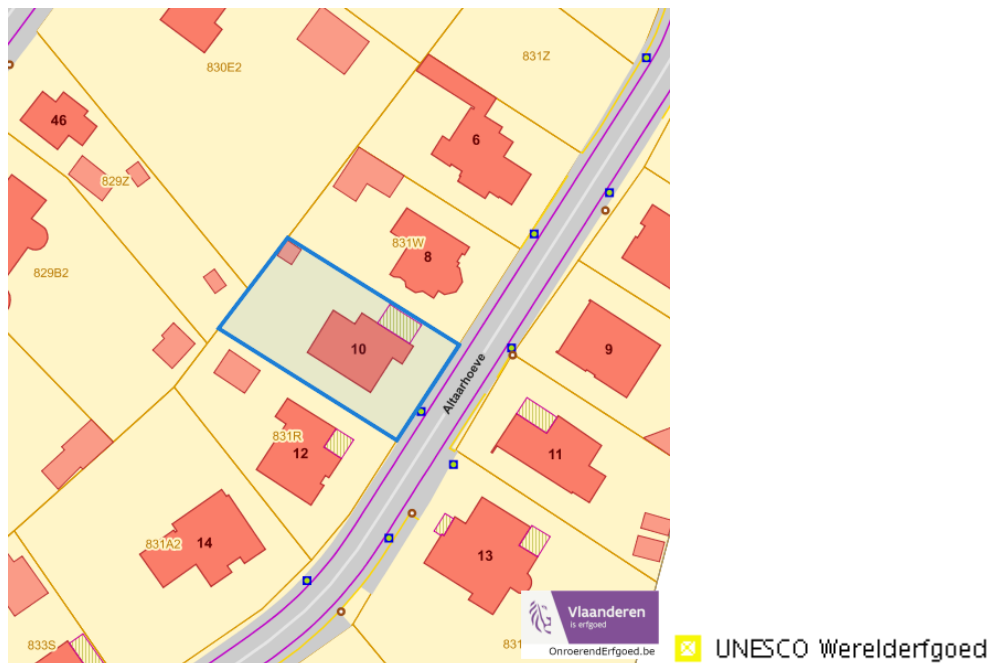 830E2
831Z
46
6
829Z
831W
8
829B2
10
9
Altaarhoeve
831R
12
11
831A2
14
13
Vlaanderen
is erfgoed
833S
831
OnroerendErfgoed.be
UNESCO Werelderfgoed